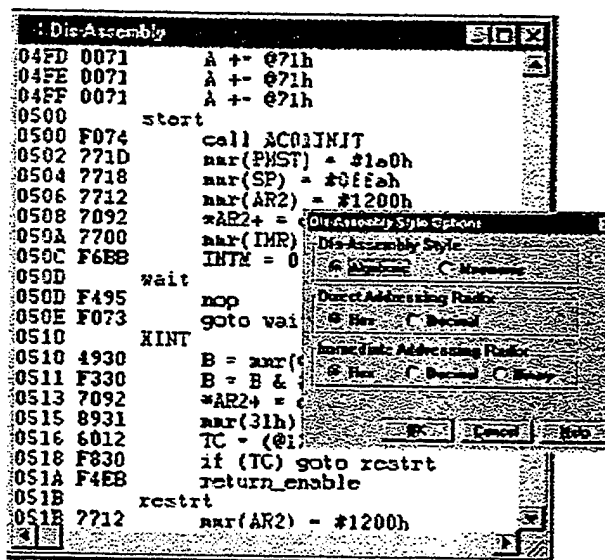 Dis-Assembly
04FD 0071 A += @71h
04FE 0071 A += @71h
04FF 0071 A += @71h
0500 start
0500 F074 call AC01INIT
0502 771D mmr(PMST) = #1a0h
0504 7718 mmr(SP) = #0ffah
0506 7712 mmr(AR2) = #1200h
0508 7092 *AR2+ =
050A 7700 mmr(IMR)
050C F6BB INTM = 0
050D wait
050D F495 nop
050E F073 goto wai
0510 XINT
0510 4930 B = mmr(
0511 F330 B = B &
0513 7092 *AR2+ =
0515 8931 mmr(31h)
0516 6012 TC = (@1
0518 F830 if (TC) goto restrt
051A F4EB return_enable
051B restrt
051B 7712 mmr(AR2) = #1200h
Dis-Assembly Style Options
Dis-Assembly Style
Algebraic Mnemonic
Direct Addressing Radix
Hex Decimal
Immediate Addressing Radix
Hex Decimal Binary
OK Cancel Help